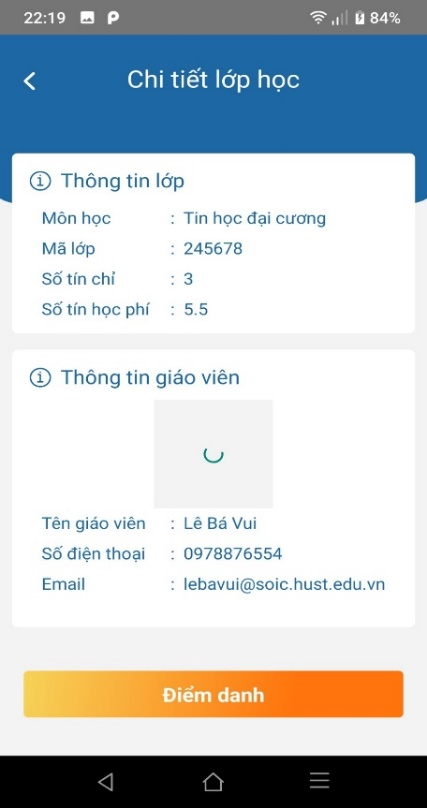 22:19 84%
Chi tiết lớp học
Thông tin lớp
Môn học : Tin học đại cương
Mã lớp : 245678
Số tín chỉ : 3
Số tín học phí : 5.5
Thông tin giáo viên
Tên giáo viên : Lê Bá Vui
Số điện thoại : 0978876554
Email : lebavui@soic.hust.edu.vn
Điểm danh